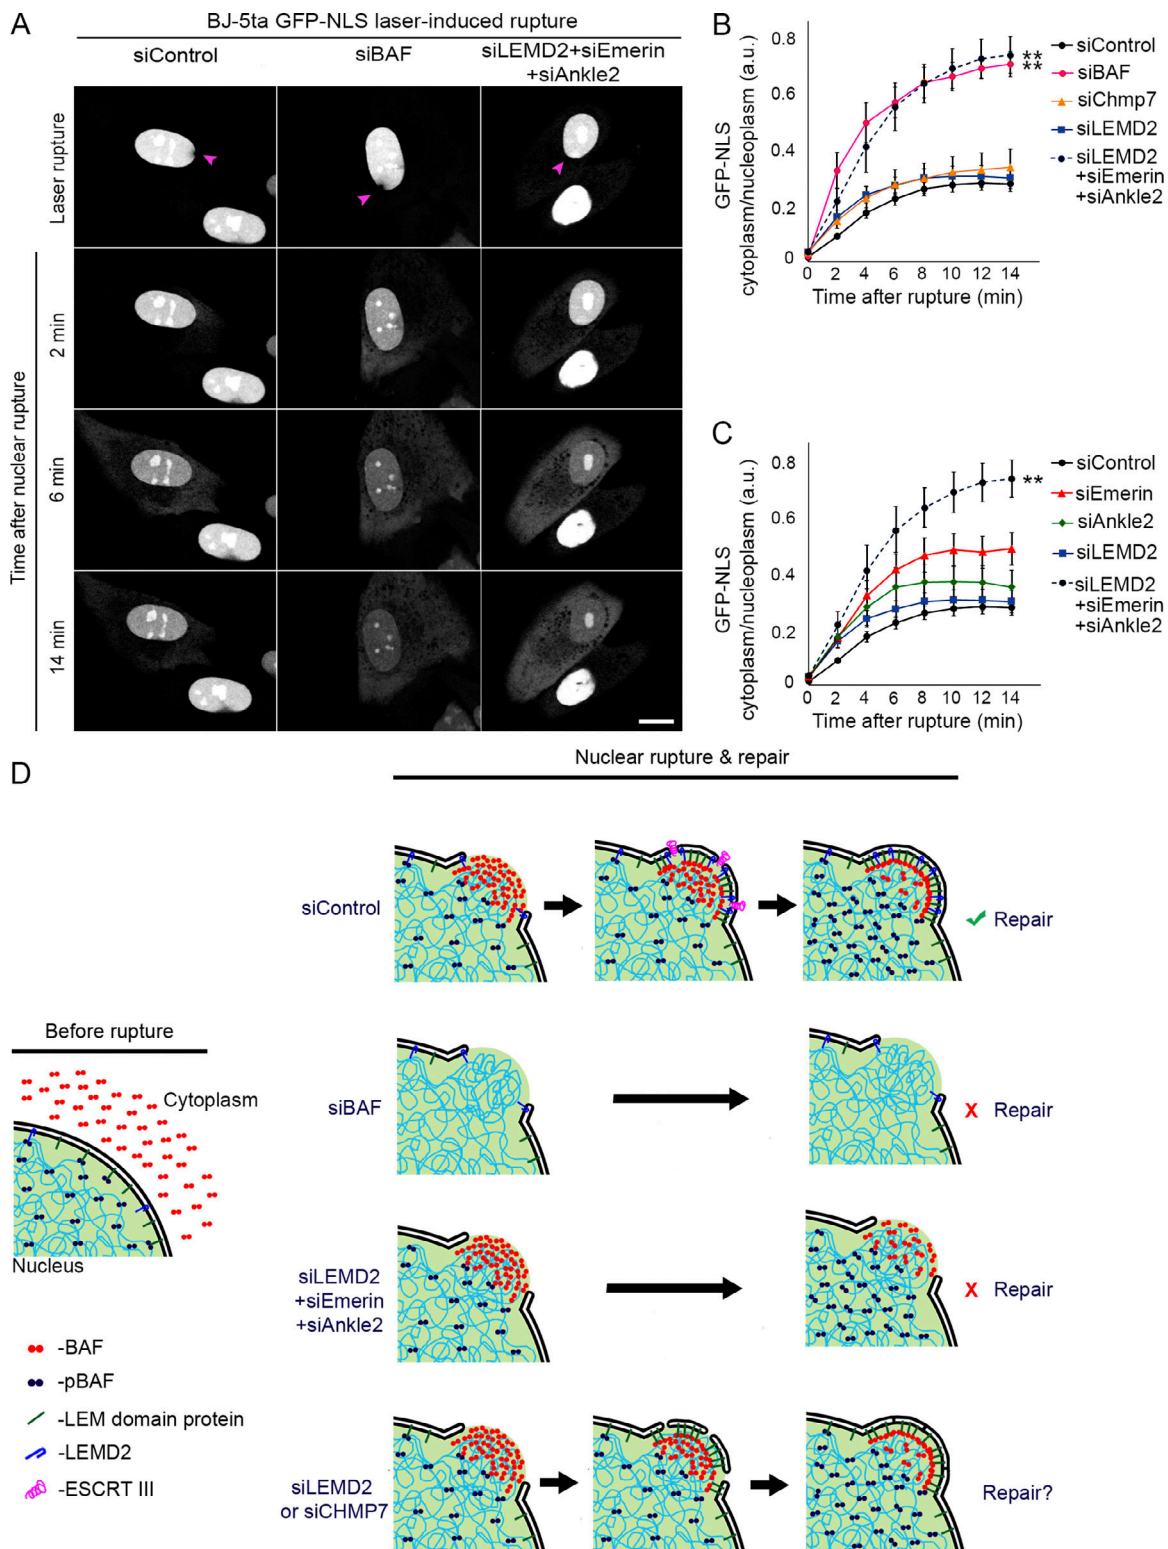 A
BJ-5ta GFP-NLS laser-induced rupture
siControl
siBAF
siLEMD2+siEmerin
+siAnkle2
Laser rupture
Time after nuclear rupture
2 min
6 min
14 min
B
GFP-NLS
cytoplasm/nucleoplasm (a.u.)
0.8
0.6
0.4
0.2
0
0 2 4 6 8 10 12 14
Time after rupture (min)
**
**
siControl
siBAF
siChmp7
siLEMD2
siLEMD2
+siEmerin
+siAnkle2
C
GFP-NLS
cytoplasm/nucleoplasm (a.u.)
0.8
0.6
0.4
0.2
0
0 2 4 6 8 10 12 14
Time after rupture (min)
**
siControl
siEmerin
siAnkle2
siLEMD2
siLEMD2
+siEmerin
+siAnkle2
D
Nuclear rupture & repair
siControl
Repair
Before rupture
Cytoplasm
Nucleus
siBAF
X Repair
siLEMD2
+siEmerin
+siAnkle2
X Repair
siLEMD2
or siCHMP7
Repair?
-BAF
-pBAF
-LEM domain protein
-LEMD2
-ESCRT III